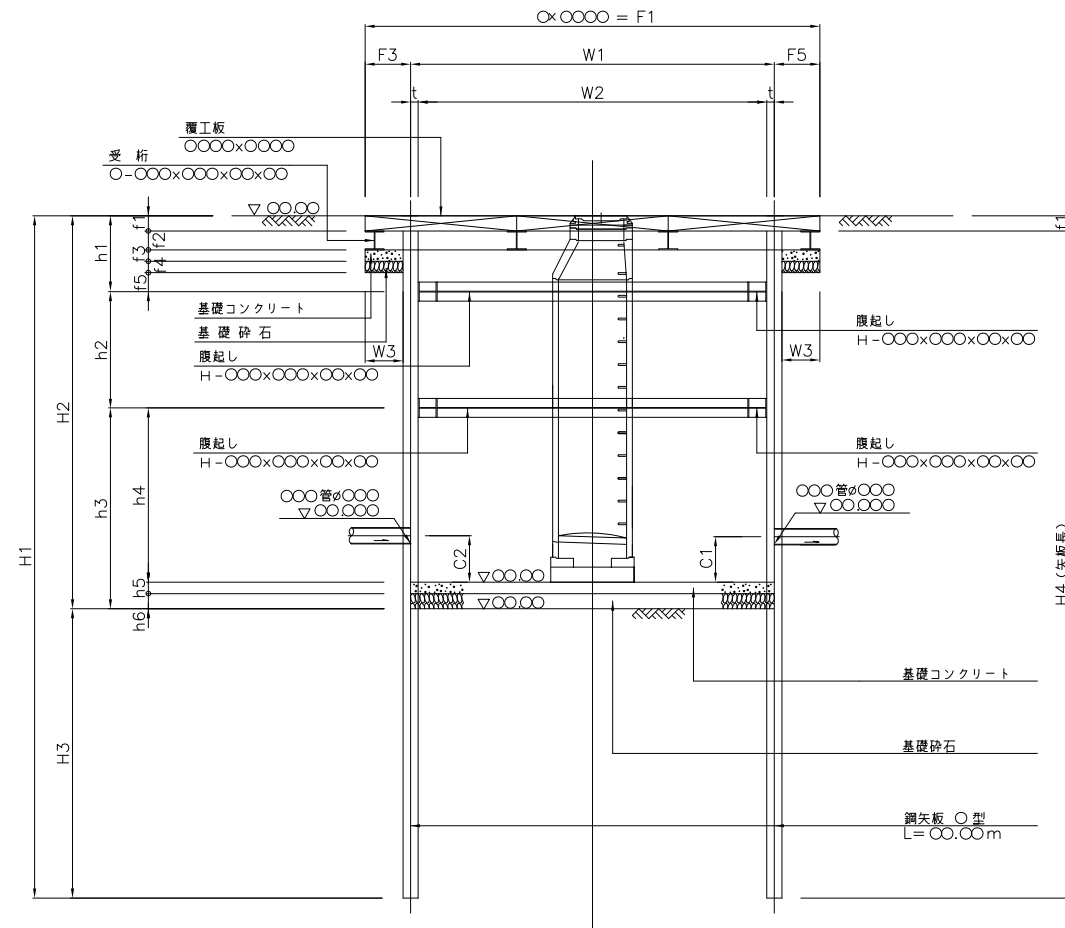 ○×○○○○ = F1
F3
W1
F5
t
W2
t
覆工板
○○○○×○○○○
受 桁
○-○○○×○○○×○○×○○
▽ ○○.○○
f1
f2
f3
f4
f5
h1
f1
基礎コンクリート
基 礎 砕 石
W3
腹起し
H-○○○×○○○×○○×○○
腹起し
H-○○○×○○○×○○×○○
W3
h2
H2
腹起し
H-○○○×○○○×○○×○○
腹起し
H-○○○×○○○×○○×○○
○○○管ø○○○
▽ ○○.○○○
○○○管ø○○○
▽ ○○.○○○
h4
h3
H1
C2
C1
H4 (矢板長)
▽○○.○○
h5
▽○○.○○
h6
基礎コンクリート
H3
基礎砕石
鋼矢板 ○型
L= ○○.○○m